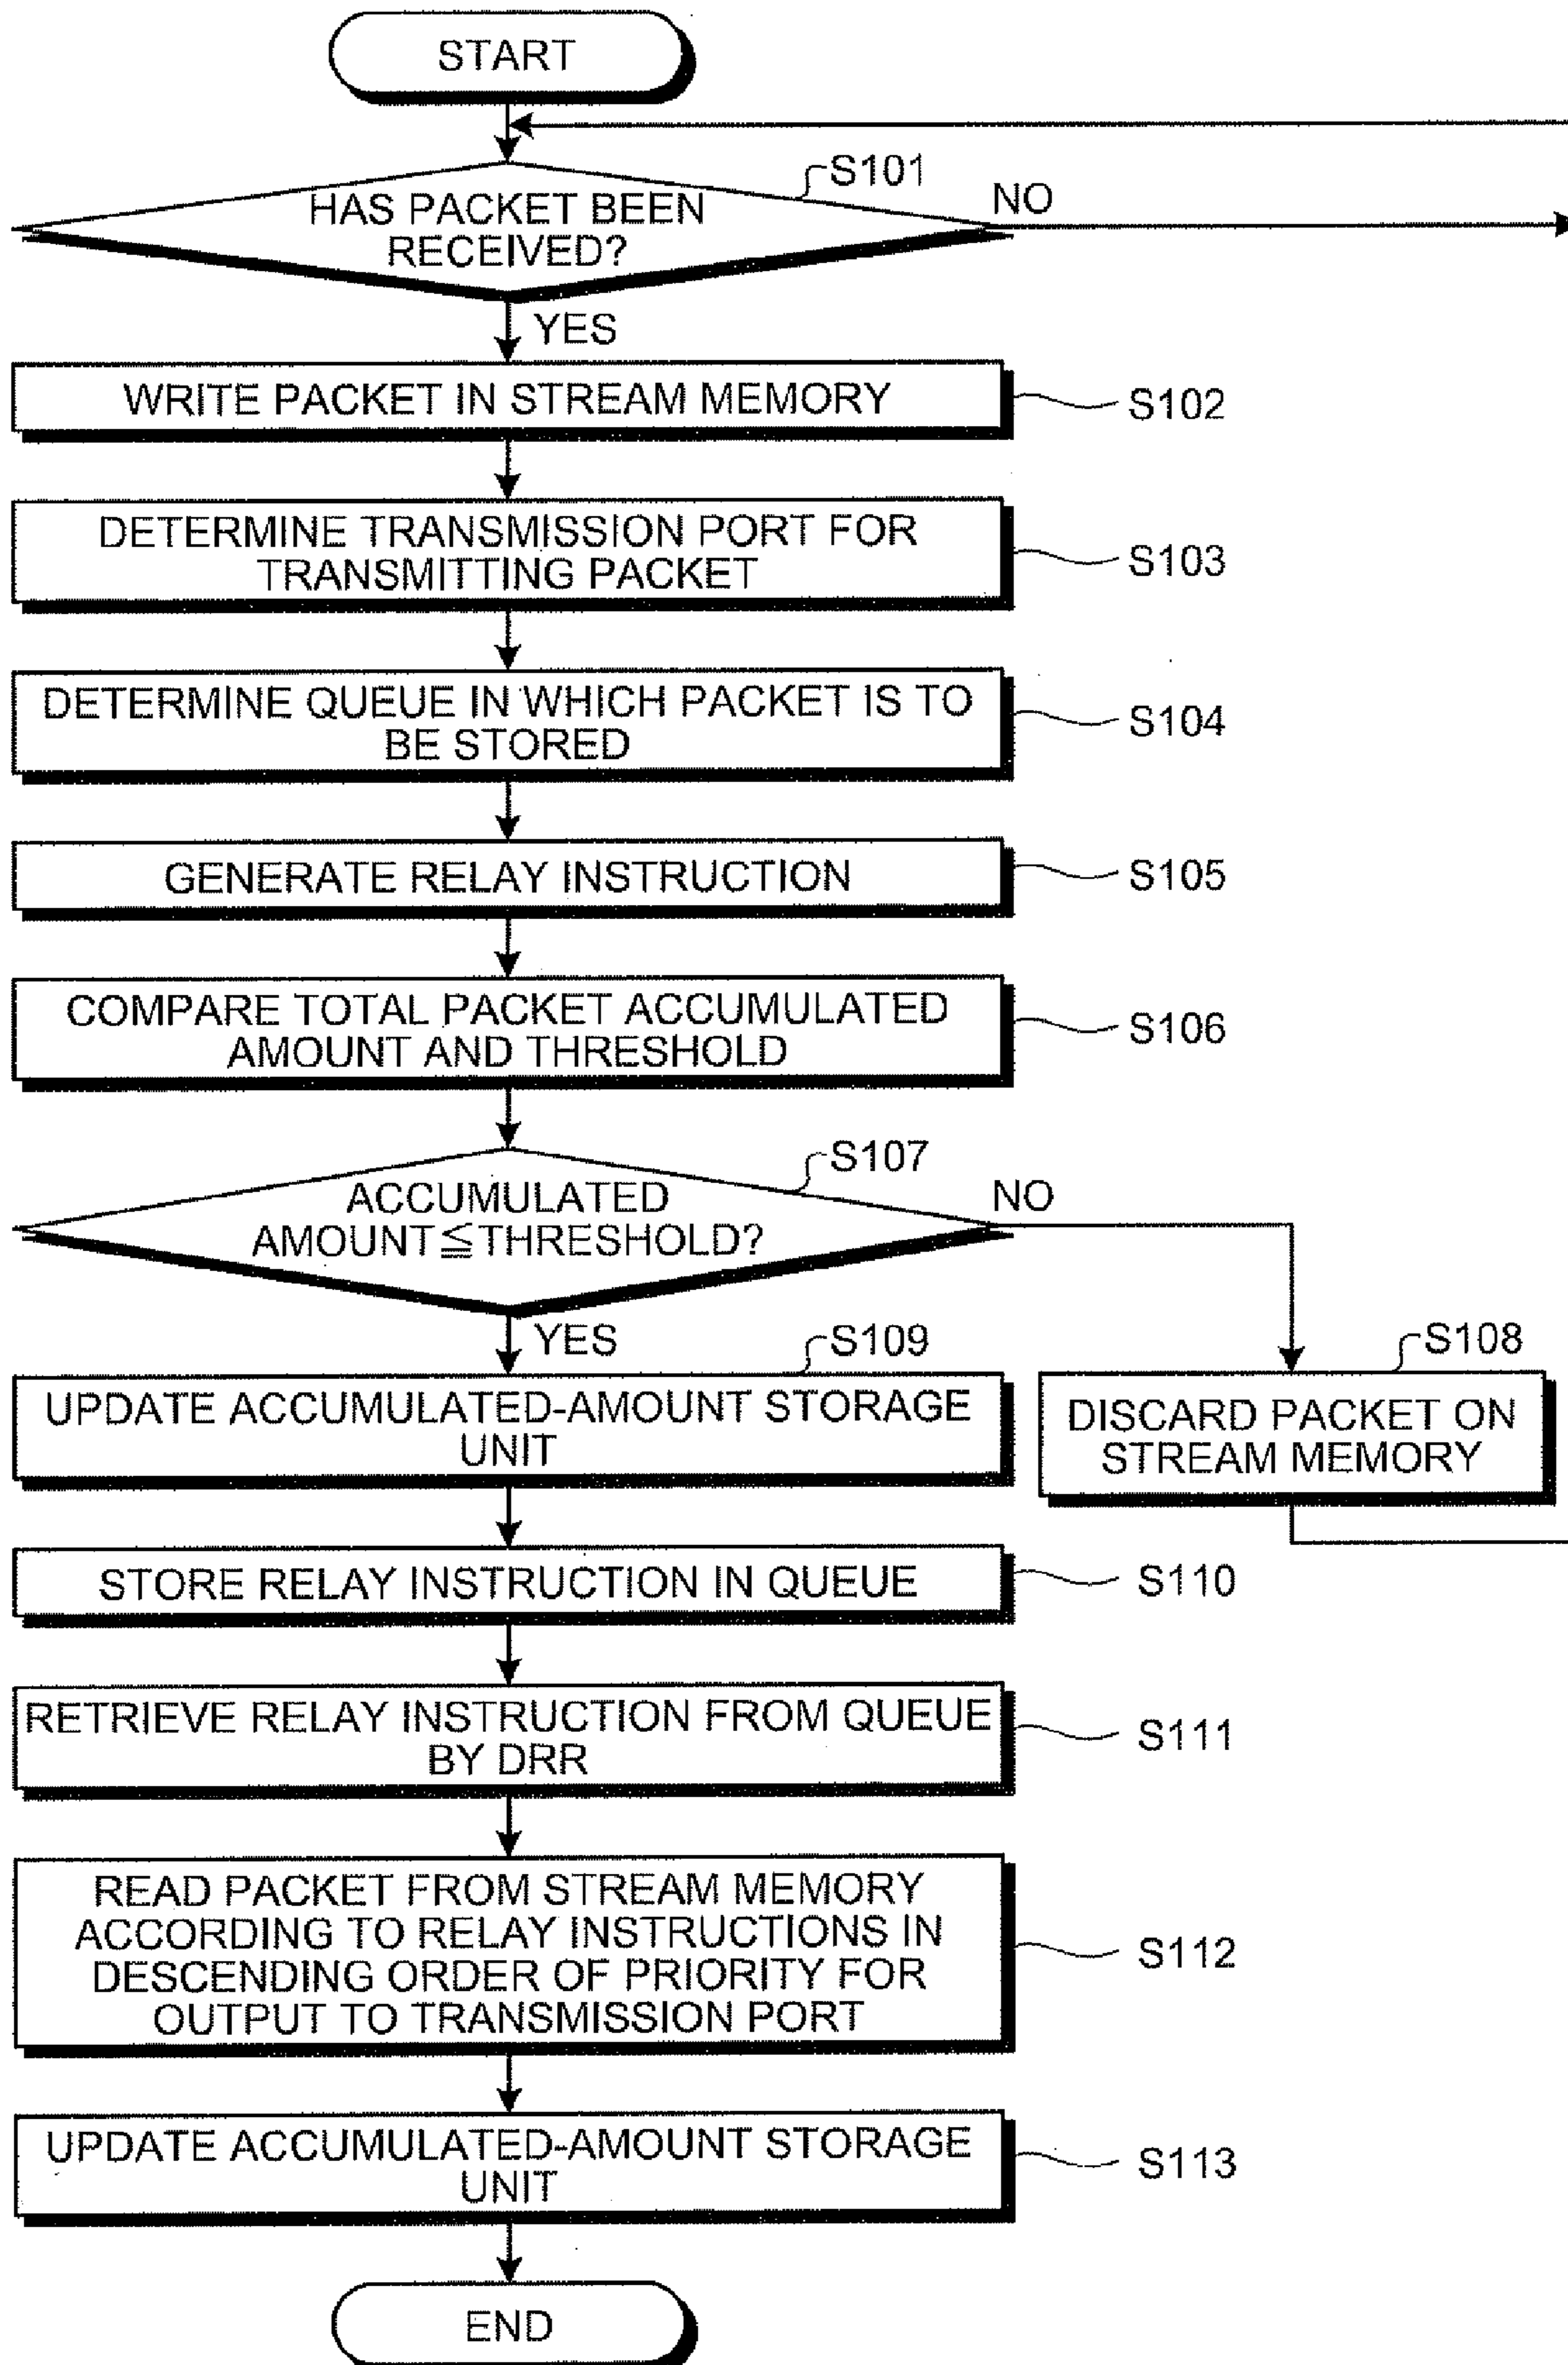 START
S101
HAS PACKET BEEN
RECEIVED?
NO
YES
WRITE PACKET IN STREAM MEMORY
S102
DETERMINE TRANSMISSION PORT FOR
TRANSMITTING PACKET
S103
DETERMINE QUEUE IN WHICH PACKET IS TO
BE STORED
S104
GENERATE RELAY INSTRUCTION
S105
COMPARE TOTAL PACKET ACCUMULATED
AMOUNT AND THRESHOLD
S106
S107
ACCUMULATED
AMOUNT≦THRESHOLD?
NO
YES
S109
UPDATE ACCUMULATED-AMOUNT STORAGE
UNIT
S108
DISCARD PACKET ON
STREAM MEMORY
STORE RELAY INSTRUCTION IN QUEUE
S110
RETRIEVE RELAY INSTRUCTION FROM QUEUE
BY DRR
S111
READ PACKET FROM STREAM MEMORY
ACCORDING TO RELAY INSTRUCTIONS IN
DESCENDING ORDER OF PRIORITY FOR
OUTPUT TO TRANSMISSION PORT
S112
UPDATE ACCUMULATED-AMOUNT STORAGE
UNIT
S113
END